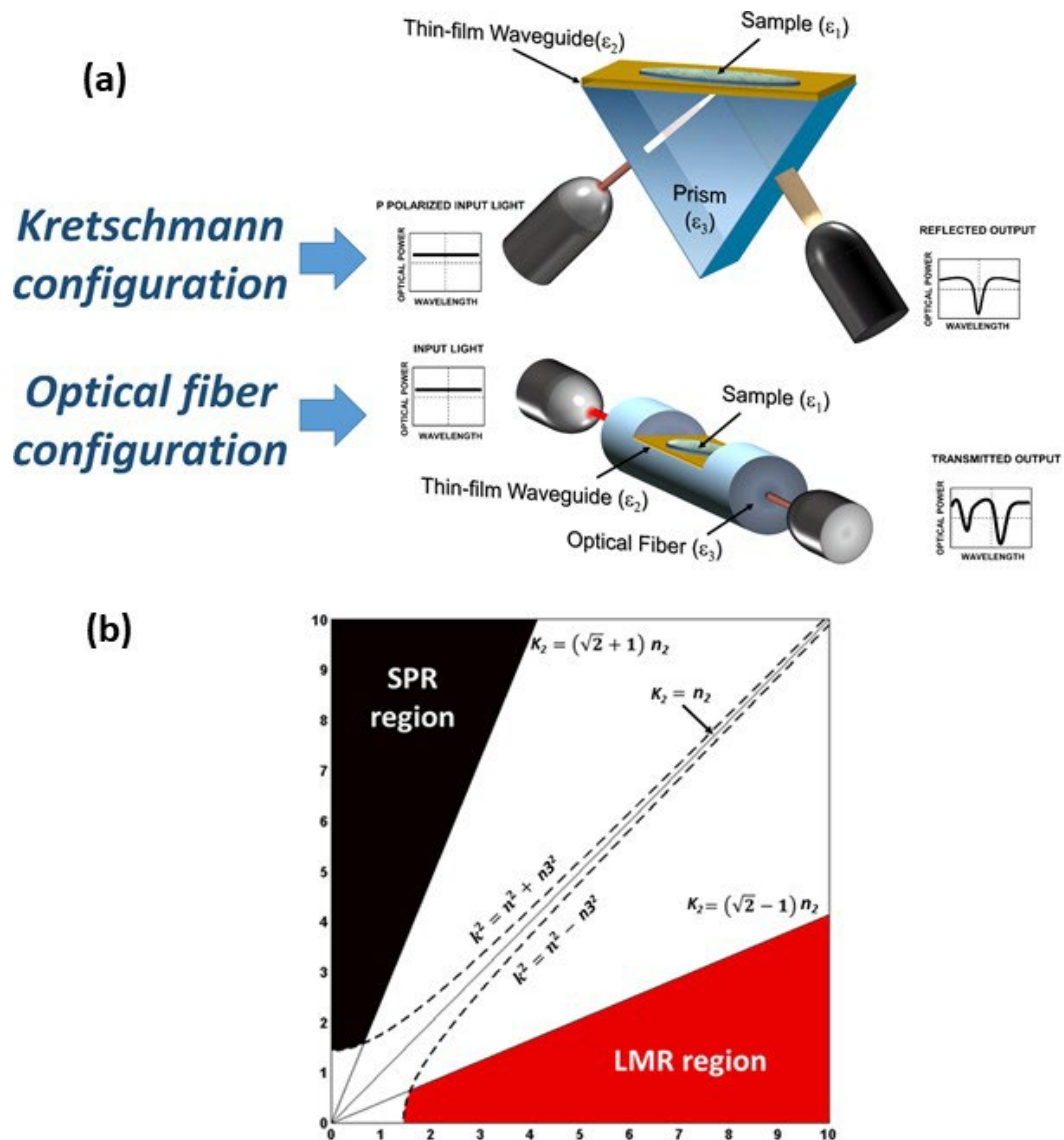 (a)
Thin-film Waveguide(ε₂)
Sample (ε₁)
Prism
(ε₃)
Kretschmann
configuration
P POLARIZED INPUT LIGHT
OPTICAL POWER
WAVELENGTH
REFLECTED OUTPUT
OPTICAL POWER
WAVELENGTH
Optical fiber
configuration
INPUT LIGHT
OPTICAL POWER
WAVELENGTH
Sample (ε₁)
Thin-film Waveguide (ε₂)
Optical Fiber (ε₃)
TRANSMITTED OUTPUT
OPTICAL POWER
WAVELENGTH
(b)
10
9
8
7
6
5
4
3
2
1
0
SPR
region
K₂ = (√2 + 1) n₂
K₂ = n₂
k² = n² + n3²
k² = n² − n3²
K₂ = (√2 − 1) n₂
LMR region
0 1 2 3 4 5 6 7 8 9 10